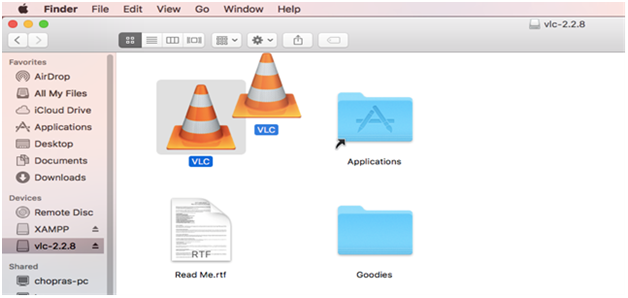 Finder File Edit View Go Window Help
vlc-2.2.8
Favorites
AirDrop
All My Files
iCloud Drive
Applications
Desktop
Documents
Downloads
Devices
Remote Disc
XAMPP
vlc-2.2.8
Shared
chopras-pc
VLC
VLC
Applications
RTF
Read Me.rtf
Goodies